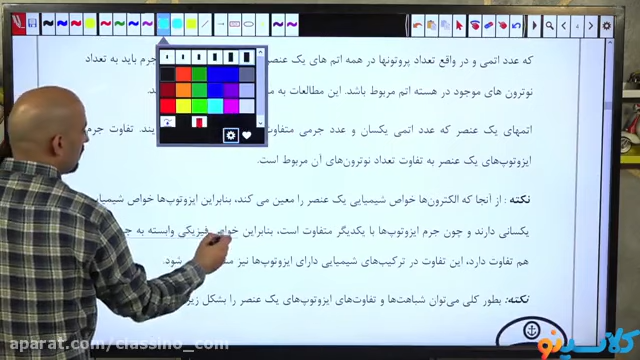 که عدد اتمی و در واقع تعداد پروتونها در همه اتم های یک عنصر جرم باید به تعداد
نوترون های موجود در هسته اتم مربوط باشد. این مطالعات به
اتمهای یک عنصر که عدد اتمی یکسان و عدد جرمی متفاوت یند. تفاوت جرم
ایزوتوپ‌های یک عنصر به تفاوت تعداد نوترون‌های آن مربوط است.
نکته : از آنجا که الکترون‌ها خواص شیمیایی یک عنصر را معین می کند، بنابراین ایزوتوپ‌ها خواص شیمیایی
یکسانی دارند و چون جرم ایزوتوپ‌ها با یکدیگر متفاوت است، بنابراین خواص فیزیکی وابسته به
هم تفاوت دارد، این تفاوت در ترکیب‌های شیمیایی دارای ایزوتوپ‌ها نیز شود.
نکته: بطور کلی می‌توان شباهت‌ها و تفاوت‌های ایزوتوپ‌های یک عنصر را بشکل زیر
کلاسینو
aparat.com/classino_com